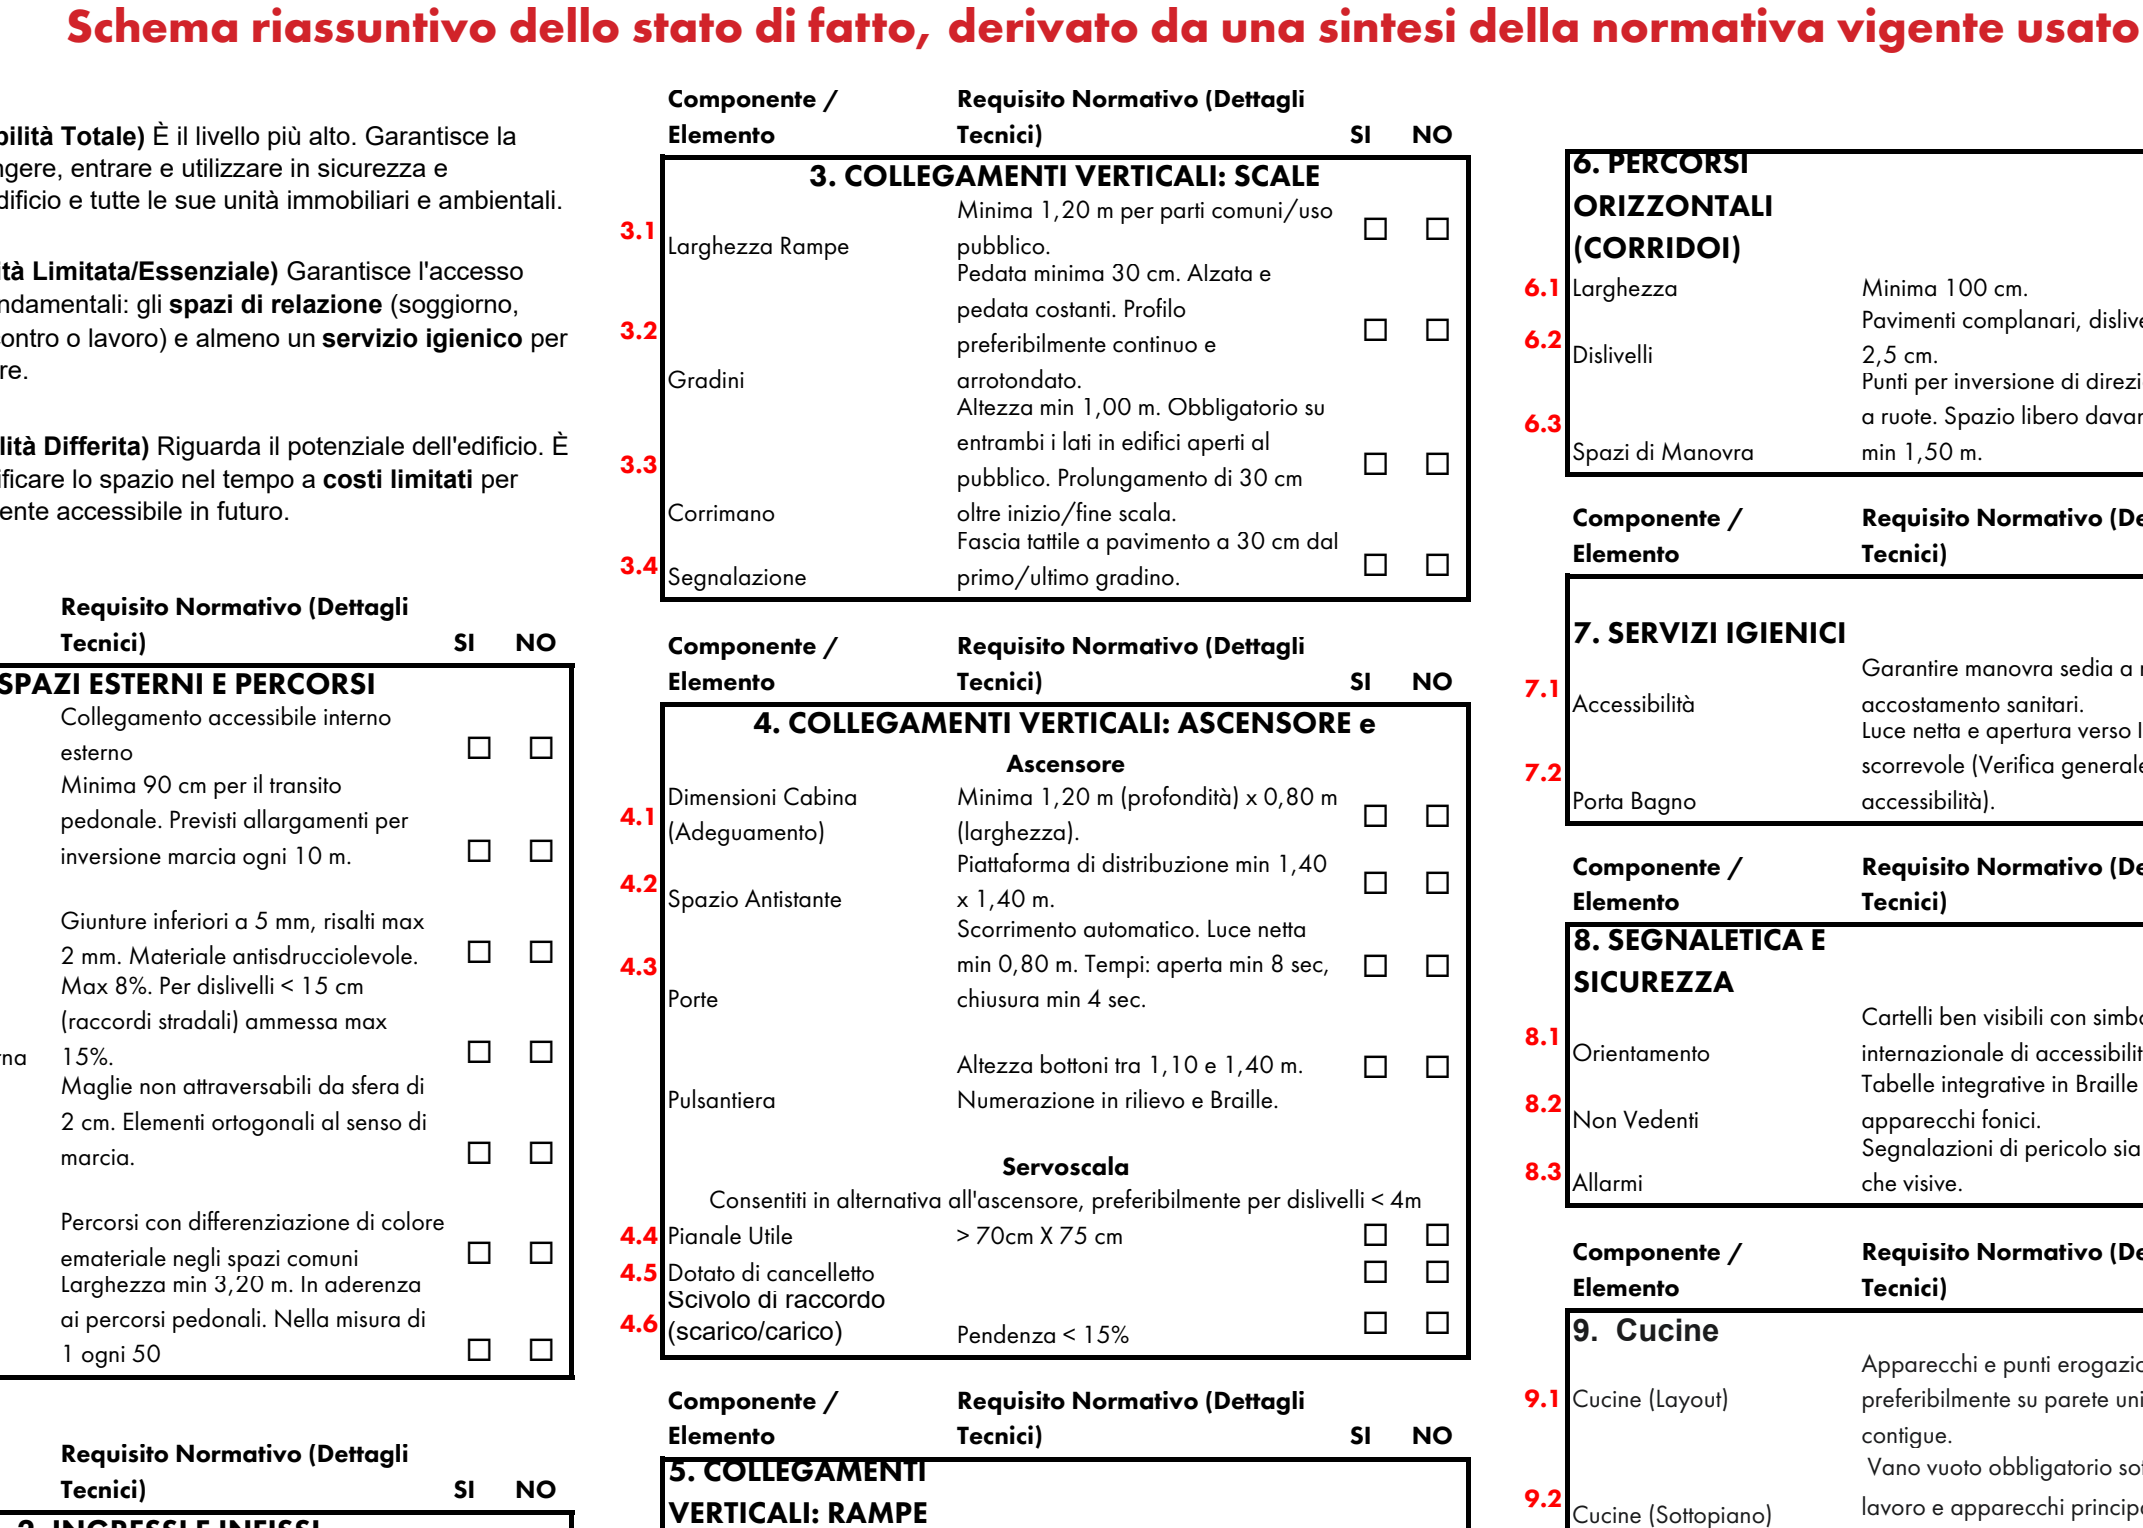 Schema riassuntivo dello stato di fatto, derivato da una sintesi della normativa vigente usato
bilità Totale) È il livello più alto. Garantisce la
ngere, entrare e utilizzare in sicurezza e
dificio e tutte le sue unità immobiliari e ambientali.
ità Limitata/Essenziale) Garantisce l'accesso
ndamentali: gli spazi di relazione (soggiorno,
contro o lavoro) e almeno un servizio igienico per
re.
ilità Differita) Riguarda il potenziale dell'edificio. È
ificare lo spazio nel tempo a costi limitati per
ente accessibile in futuro.
Requisito Normativo (Dettagli
Tecnici) SI NO
SPAZI ESTERNI E PERCORSI
Collegamento accessibile interno
esterno
Minima 90 cm per il transito
pedonale. Previsti allargamenti per
inversione marcia ogni 10 m.
Giunture inferiori a 5 mm, risalti max
2 mm. Materiale antisdrucciolevole.
Max 8%. Per dislivelli < 15 cm
(raccordi stradali) ammessa max
rna 15%.
Maglie non attraversabili da sfera di
2 cm. Elementi ortogonali al senso di
marcia.
Percorsi con differenziazione di colore
ematerial​e negli spazi comuni
Larghezza min 3,20 m. In aderenza
ai percorsi pedonali. Nella misura di
1 ogni 50
Requisito Normativo (Dettagli
Tecnici) SI NO
2. INGRESSI E INFISSI
Componente / Requisito Normativo (Dettagli
Elemento Tecnici) SI NO
3. COLLEGAMENTI VERTICALI: SCALE
Minima 1,20 m per parti comuni/uso
3.1 Larghezza Rampe pubblico.
Pedata minima 30 cm. Alzata e
pedata costanti. Profilo
3.2 preferibilmente continuo e
Gradini arrotondato.
Altezza min 1,00 m. Obbligatorio su
entrambi i lati in edifici aperti al
3.3 pubblico. Prolungamento di 30 cm
Corrimano oltre inizio/fine scala.
Fascia tattile a pavimento a 30 cm dal
3.4 Segnalazione primo/ultimo gradino.
Componente / Requisito Normativo (Dettagli
Elemento Tecnici) SI NO
4. COLLEGAMENTI VERTICALI: ASCENSORE e
Ascensore
Dimensioni Cabina Minima 1,20 m (profondità) x 0,80 m
4.1 (Adeguamento) (larghezza).
Piattaforma di distribuzione min 1,40
4.2 Spazio Antistante x 1,40 m.
Scorrimento automatico. Luce netta
4.3 min 0,80 m. Tempi: aperta min 8 sec,
Porte chiusura min 4 sec.
Altezza bottoni tra 1,10 e 1,40 m.
Pulsantiera Numerazione in rilievo e Braille.
Servoscala
Consentiti in alternativa all'ascensore, preferibilmente per dislivelli < 4m
4.4 Pianale Utile > 70cm X 75 cm
4.5 Dotato di cancelletto
Scivolo di raccordo
4.6 (scarico/carico) Pendenza < 15%
Componente / Requisito Normativo (Dettagli
Elemento Tecnici) SI NO
5. COLLEGAMENTI
VERTICALI: RAMPE
6. PERCORSI
ORIZZONTALI
(CORRIDOI)
6.1 Larghezza Minima 100 cm.
Pavimenti complanari, dislive
6.2 Dislivelli 2,5 cm.
Punti per inversione di direzi
6.3 a ruote. Spazio libero davan
Spazi di Manovra min 1,50 m.
Componente / Requisito Normativo (De
Elemento Tecnici)
7. SERVIZI IGIENICI
Garantire manovra sedia a r
7.1 Accessibilità accostamento sanitari.
Luce netta e apertura verso l
7.2 scorrevole (Verifica generale
Porta Bagno accessibilità).
Componente / Requisito Normativo (De
Elemento Tecnici)
8. SEGNALETICA E
SICUREZZA
Cartelli ben visibili con simbo
8.1 Orientamento internazionale di accessibilit
Tabelle integrative in Braille
8.2 Non Vedenti apparecchi fonici.
Segnalazioni di pericolo sia
8.3 Allarmi che visive.
Componente / Requisito Normativo (De
Elemento Tecnici)
9. Cucine
Apparecchi e punti erogazio
9.1 Cucine (Layout) preferibilmente su parete uni
contigue.
Vano vuoto obbligatorio sot
9.2 Cucine (Sottopiano) lavoro e apparecchi principa